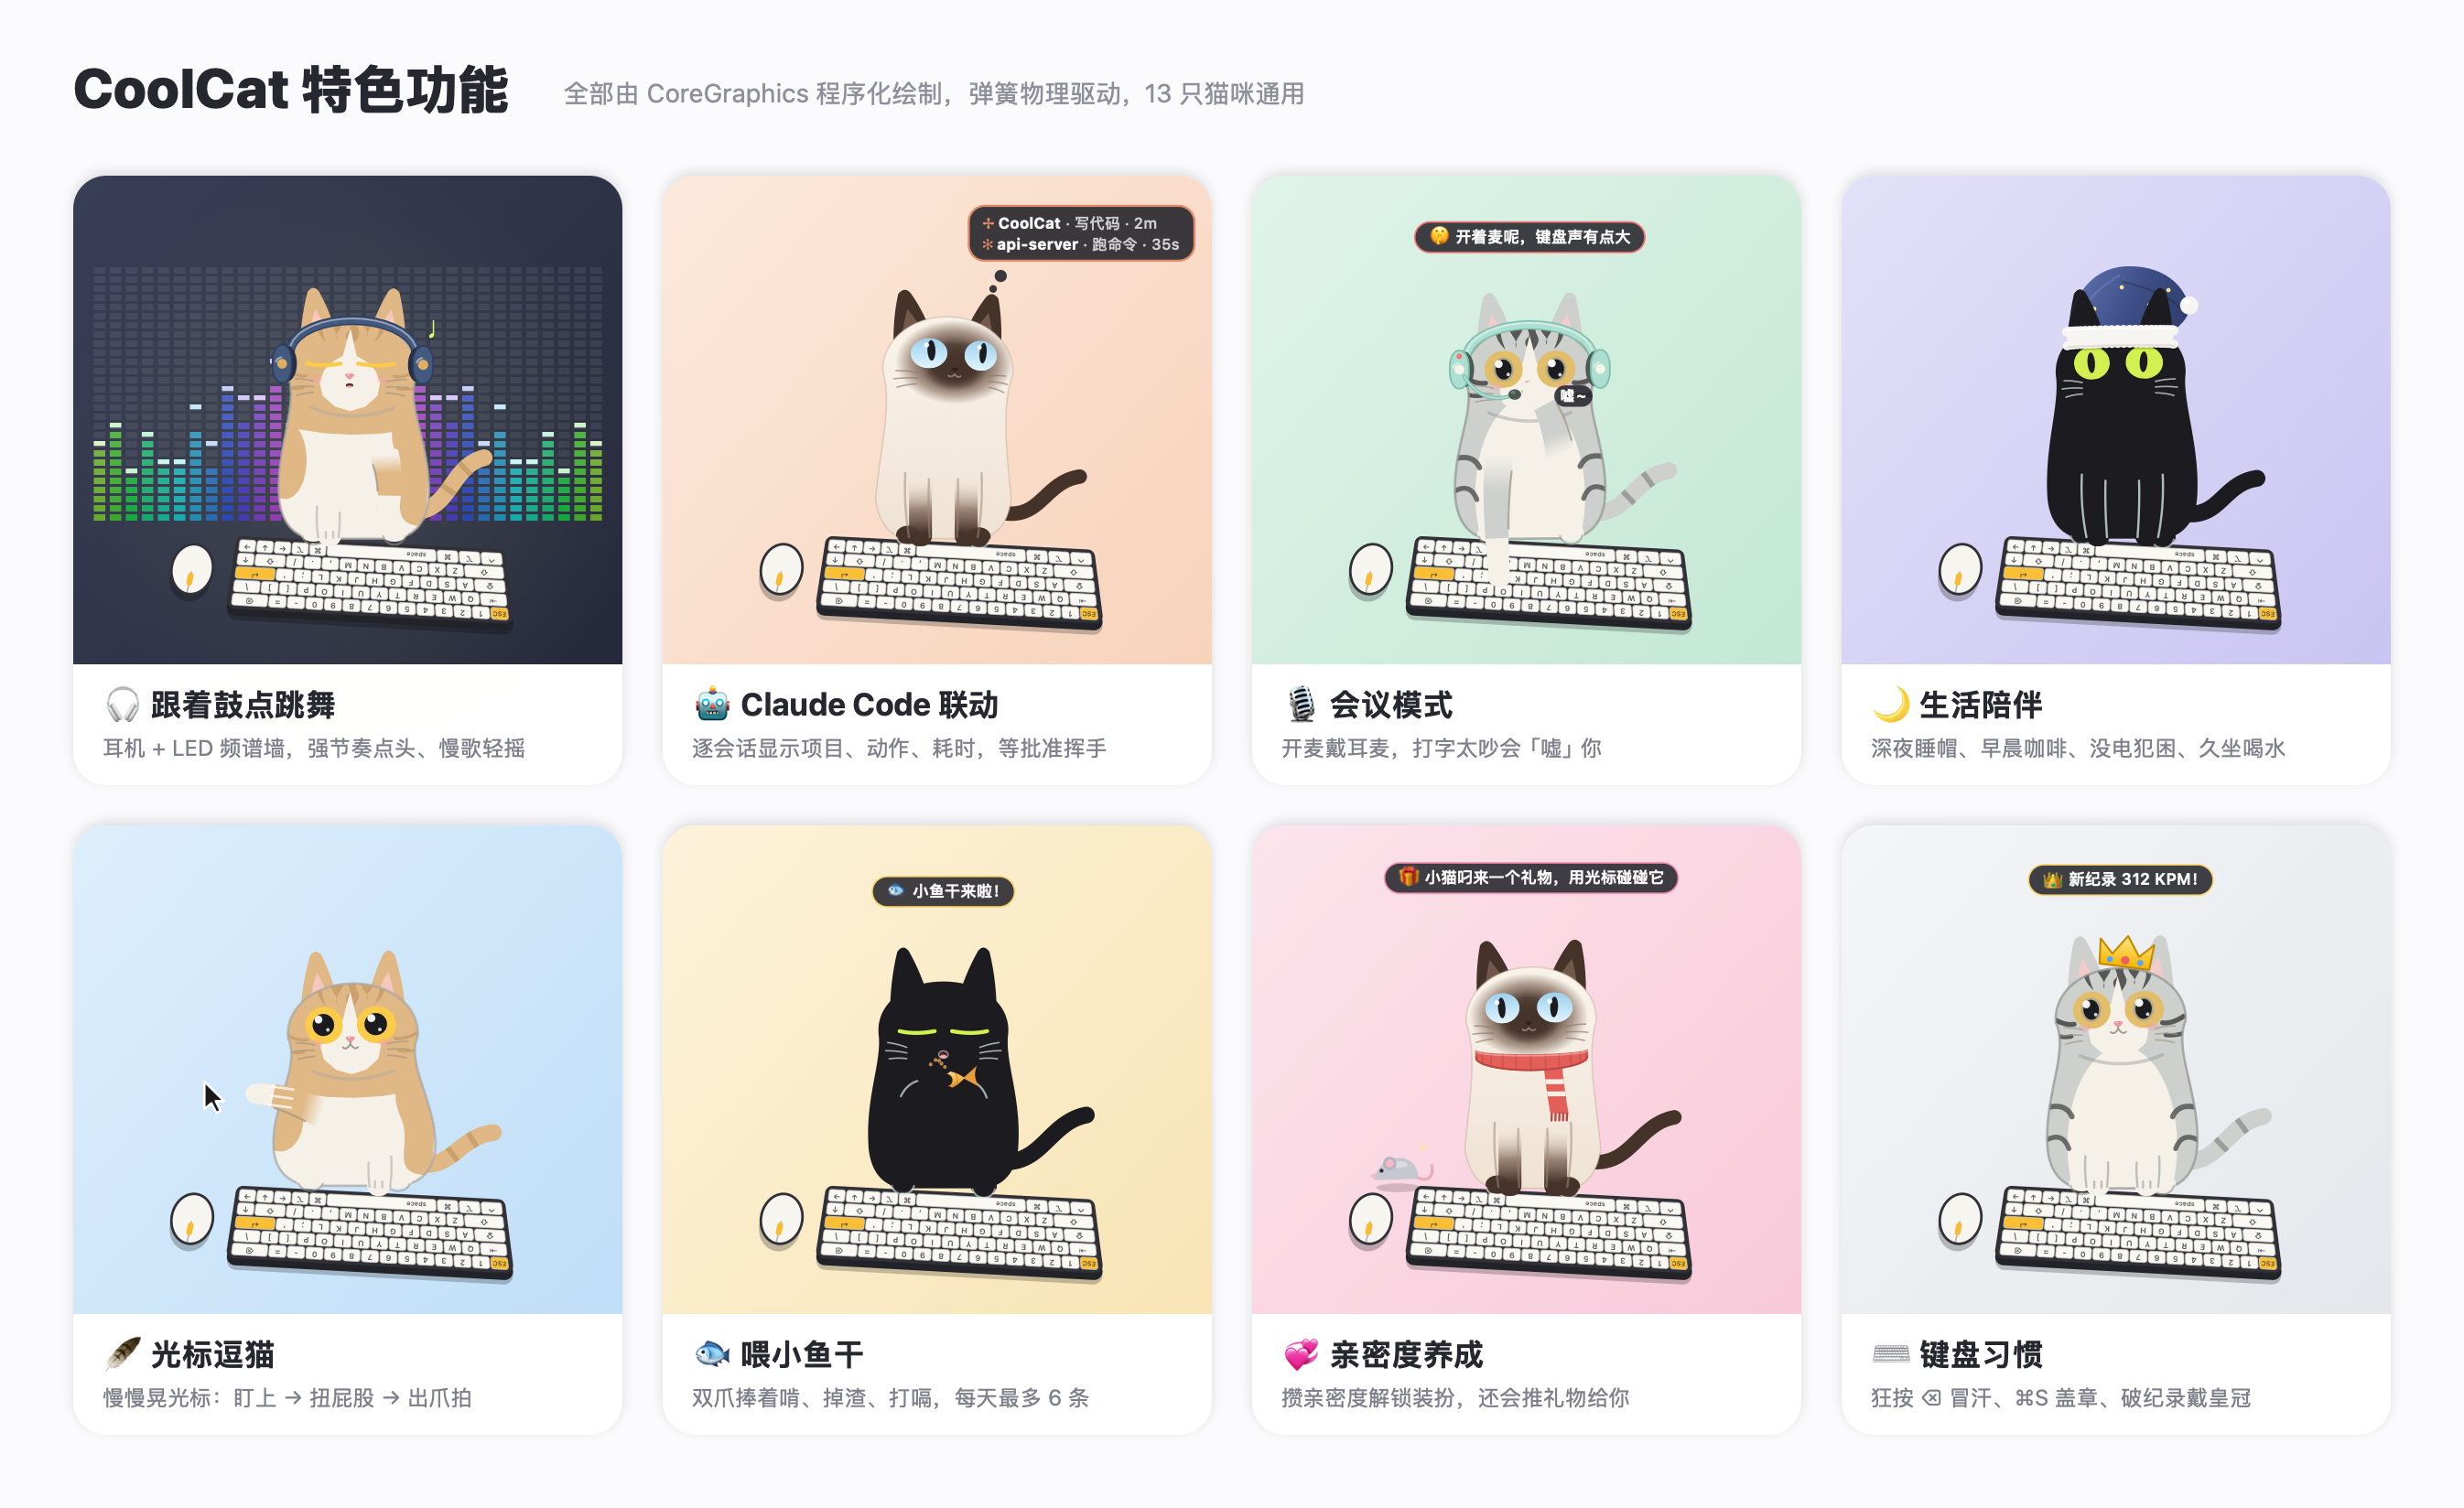 CoolCat 特色功能
全部由 CoreGraphics 程序化绘制，弹簧物理驱动，13 只猫咪通用
CoolCat · 写代码 · 2m
api-server · 跑命令 · 35s
🤫 开着麦呢，键盘声有点大
嘘~
🎧 跟着鼓点跳舞
耳机 + LED 频谱墙，强节奏点头、慢歌轻摇
🤖 Claude Code 联动
逐会话显示项目、动作、耗时，等批准挥手
🎙️ 会议模式
开麦戴耳麦，打字太吵会「嘘」你
🌙 生活陪伴
深夜睡帽、早晨咖啡、没电犯困、久坐喝水
🐟 小鱼干来啦！
🎁 小猫叼来一个礼物，用光标碰碰它
👑 新纪录 312 KPM！
🪶 光标逗猫
慢慢晃光标：盯上 → 扭屁股 → 出爪拍
🐟 喂小鱼干
双爪捧着啃、掉渣、打嗝，每天最多 6 条
💞 亲密度养成
攒亲密度解锁装扮，还会推礼物给你
⌨️ 键盘习惯
狂按 ⌫ 冒汗、⌘S 盖章、破纪录戴皇冠